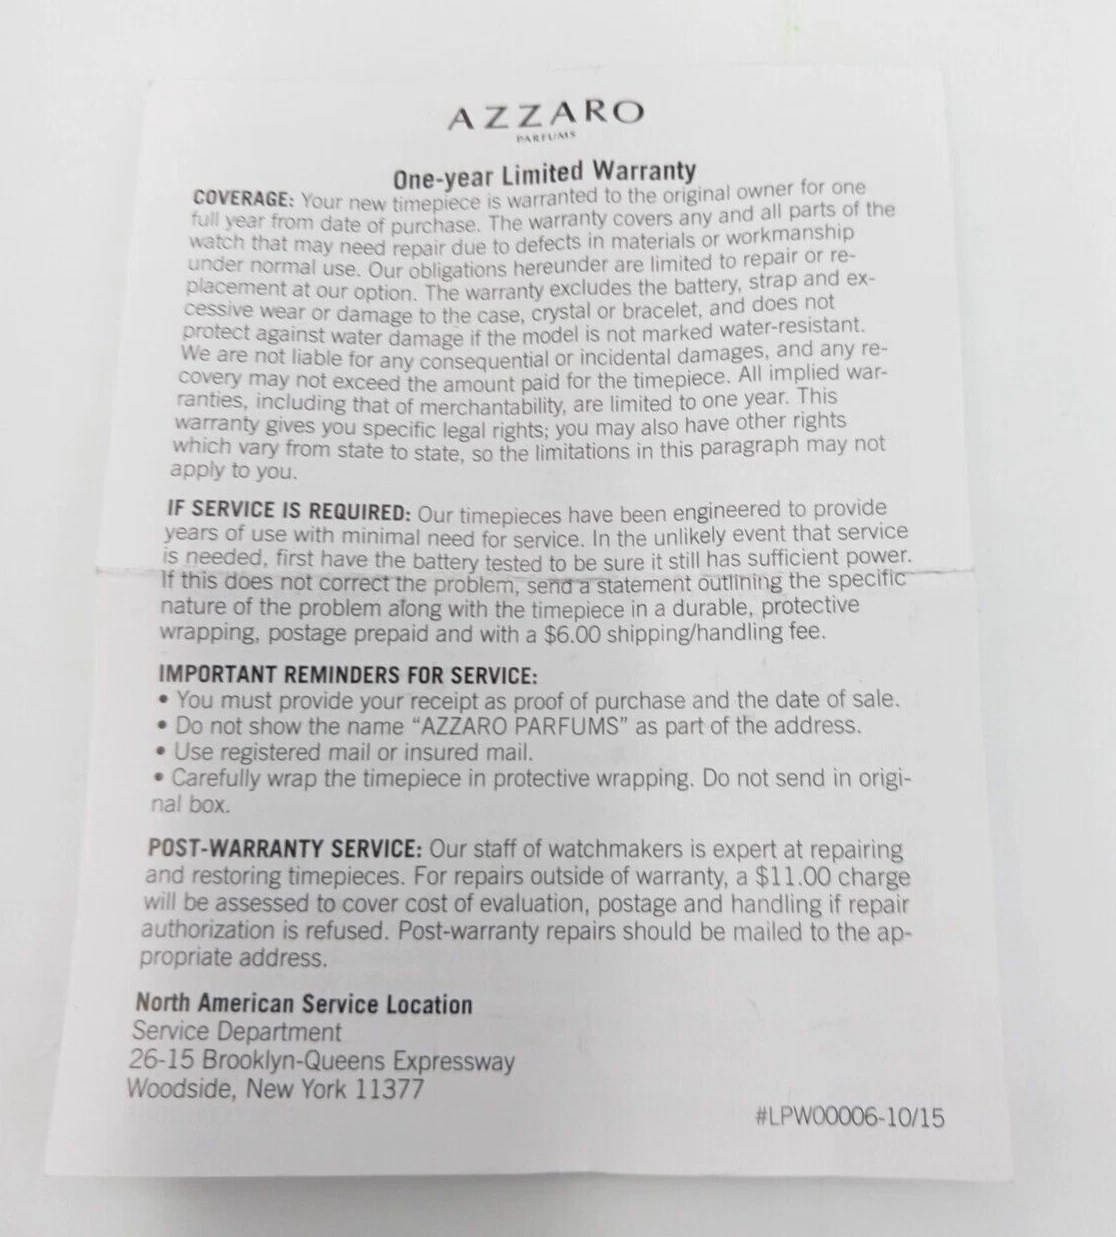 AZZARO
PARFUMS
One-year Limited Warranty
COVERAGE: Your new timepiece is warranted to the original owner for one
full year from date of purchase. The warranty covers any and all parts of the
watch that may need repair due to defects in materials or workmanship
under normal use. Our obligations hereunder are limited to repair or re-
placement at our option. The warranty excludes the battery, strap and ex-
cessive wear or damage to the case, crystal or bracelet, and does not
protect against water damage if the model is not marked water-resistant.
We are not liable for any consequential or incidental damages, and any re-
covery may not exceed the amount paid for the timepiece. All implied war-
ranties, including that of merchantability, are limited to one year. This
warranty gives you specific legal rights; you may also have other rights
which vary from state to state, so the limitations in this paragraph may not
apply to you.
IF SERVICE IS REQUIRED: Our timepieces have been engineered to provide
years of use with minimal need for service. In the unlikely event that service
is needed, first have the battery tested to be sure it still has sufficient power.
If this does not correct the problem, send a statement outlining the specific
nature of the problem along with the timepiece in a durable, protective
wrapping, postage prepaid and with a $6.00 shipping/handling fee.
IMPORTANT REMINDERS FOR SERVICE:
• You must provide your receipt as proof of purchase and the date of sale.
• Do not show the name “AZZARO PARFUMS” as part of the address.
• Use registered mail or insured mail.
• Carefully wrap the timepiece in protective wrapping. Do not send in origi-
nal box.
POST-WARRANTY SERVICE: Our staff of watchmakers is expert at repairing
and restoring timepieces. For repairs outside of warranty, a $11.00 charge
will be assessed to cover cost of evaluation, postage and handling if repair
authorization is refused. Post-warranty repairs should be mailed to the ap-
propriate address.
North American Service Location
Service Department
26-15 Brooklyn-Queens Expressway
Woodside, New York 11377
#LPW00006-10/15